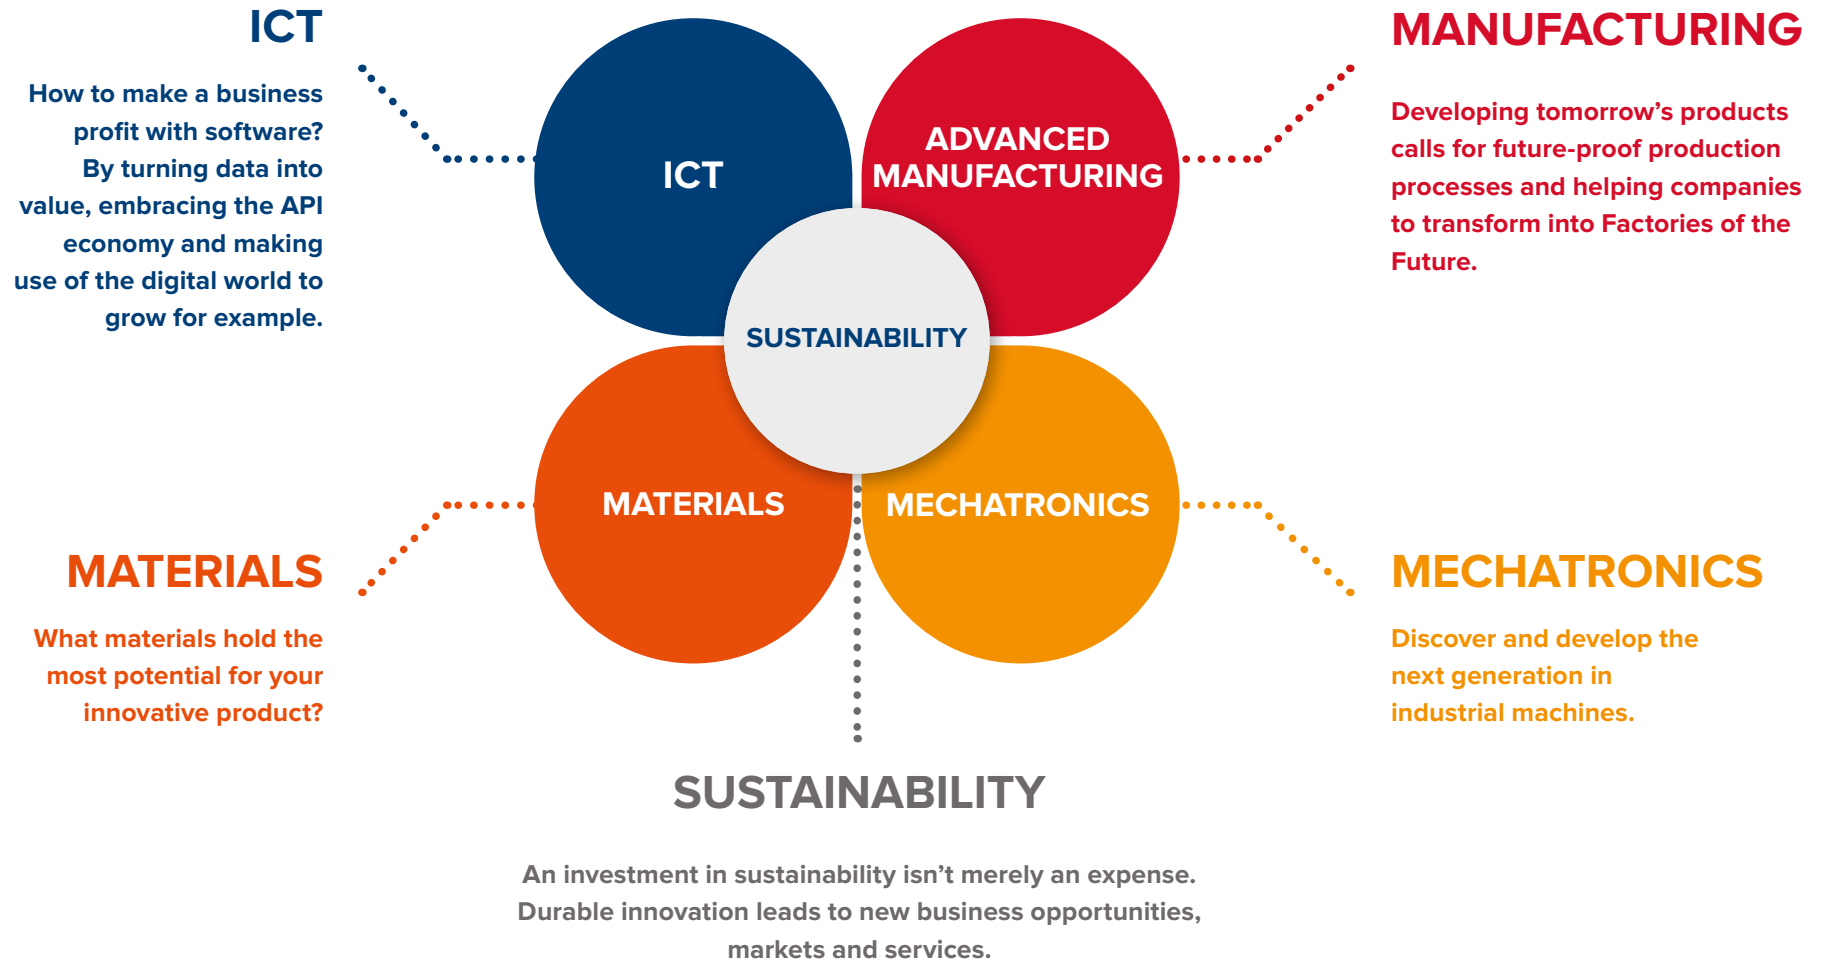 ICT
How to make a business
profit with software?
By turning data into
value, embracing the API
economy and making
use of the digital world to
grow for example.
ICT
ADVANCED
MANUFACTURING
MANUFACTURING
Developing tomorrow’s products
calls for future-proof production
processes and helping companies
to transform into Factories of the
Future.
SUSTAINABILITY
MATERIALS
MECHATRONICS
MATERIALS
What materials hold the
most potential for your
innovative product?
MECHATRONICS
Discover and develop the
next generation in
industrial machines.
SUSTAINABILITY
An investment in sustainability isn’t merely an expense.
Durable innovation leads to new business opportunities,
markets and services.